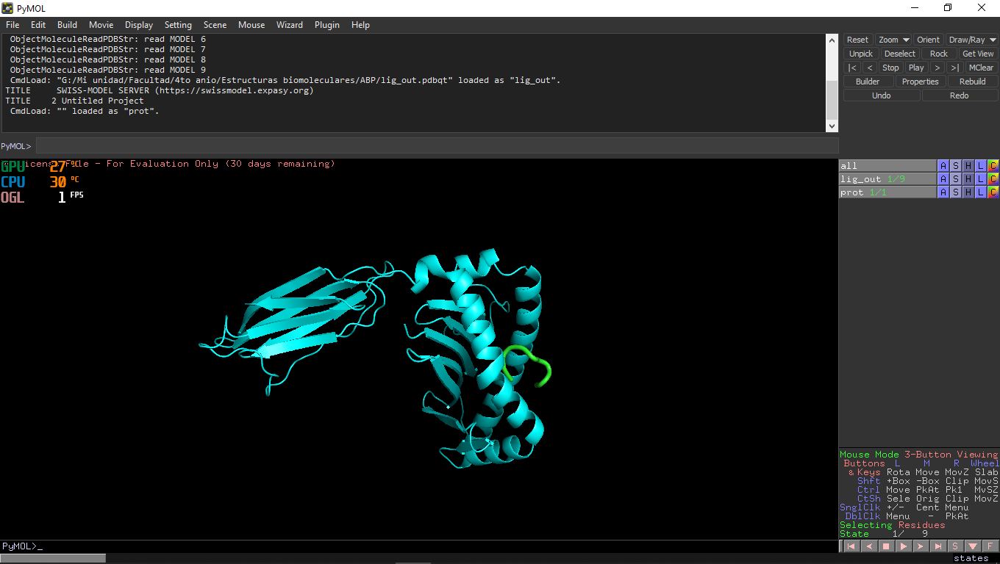 PyMOL
File Edit Build Movie Display Setting Scene Mouse Wizard Plugin Help
ObjectMoleculeReadPDBStr: read MODEL 6
ObjectMoleculeReadPDBStr: read MODEL 7
ObjectMoleculeReadPDBStr: read MODEL 8
ObjectMoleculeReadPDBStr: read MODEL 9
CmdLoad: "G:/Mi unidad/Facultad/4to anio/Estructuras biomoleculares/ABP/lig_out.pdbqt" loaded as "lig_out".
TITLE SWISS-MODEL SERVER (https://swissmodel.expasy.org)
TITLE 2 Untitled Project
CmdLoad: "" loaded as "prot".
Reset Zoom Orient Draw/Ray
Unpick Deselect Rock Get View
|< < Stop Play > >| MClear
Builder Properties Rebuild
Undo Redo
PyMOL>
File - For Evaluation Only (30 days remaining)
GPU 27 °C
CPU 30 °C
OGL 1 FPS
all A S H L C
lig_out 1/9 A S H L C
prot 1/1 A S H L C
Mouse Mode 3-Button Viewing
Buttons L M R Wheel
& Keys Rota Move MovZ Slab
Shft +Box -Box Clip MovS
Ctrl Move PkAt Pk1 MvSZ
CtSh Sele Orig Clip MovZ
SnglClk +/- Cent Menu
DblClk Menu - PkAt
Selecting Residues
State 1/ 9
PyMOL>_
S F
states